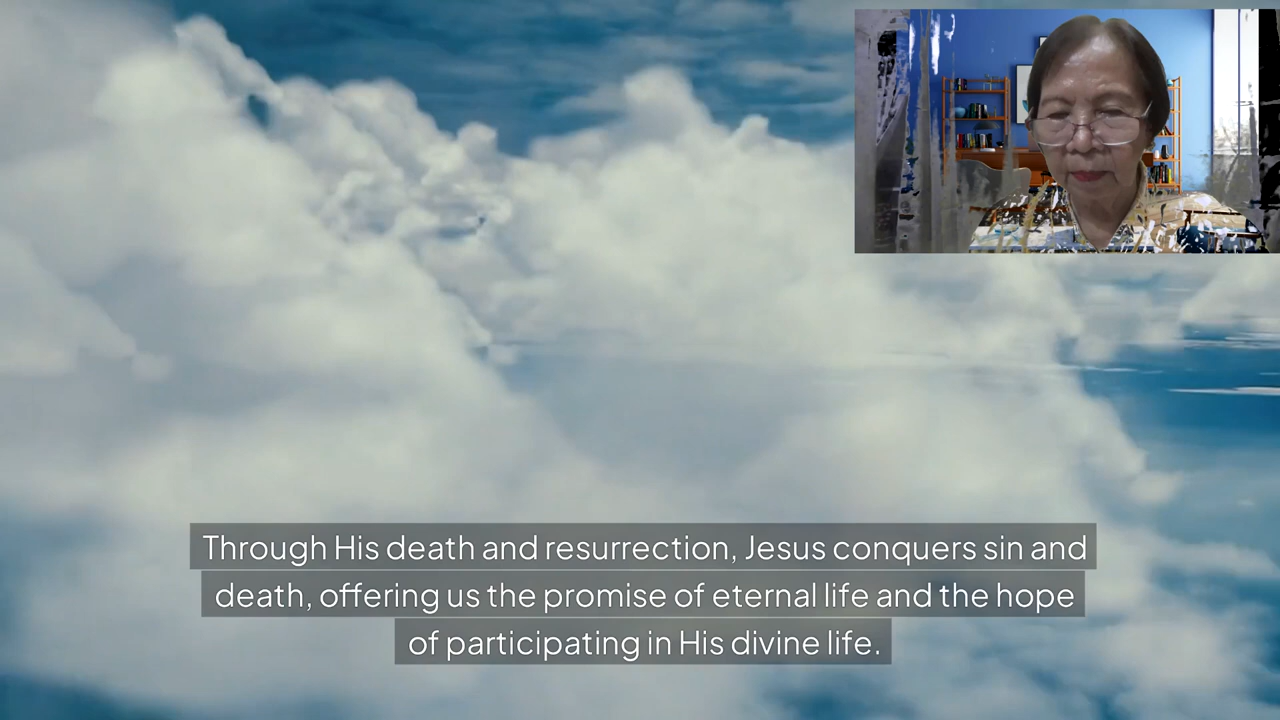 Through His death and resurrection, Jesus conquers sin and
death, offering us the promise of eternal life and the hope
of participating in His divine life.